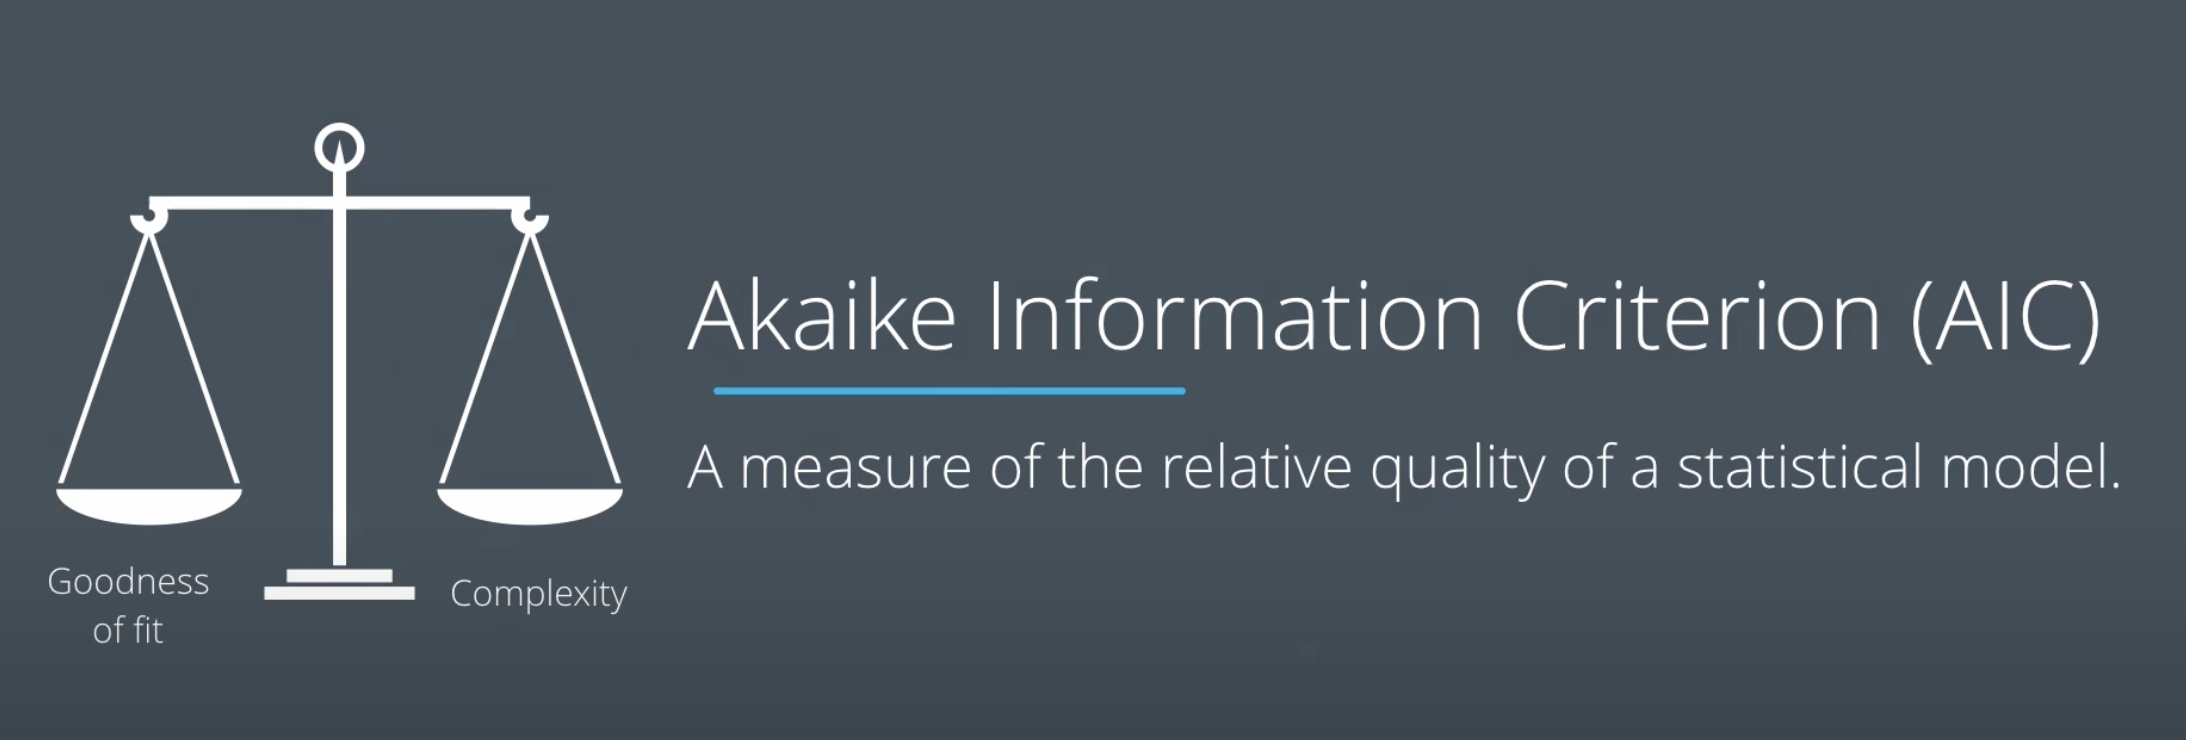 Akaike Information Criterion (AIC)
A measure of the relative quality of a statistical model.
Goodness
of fit
Complexity